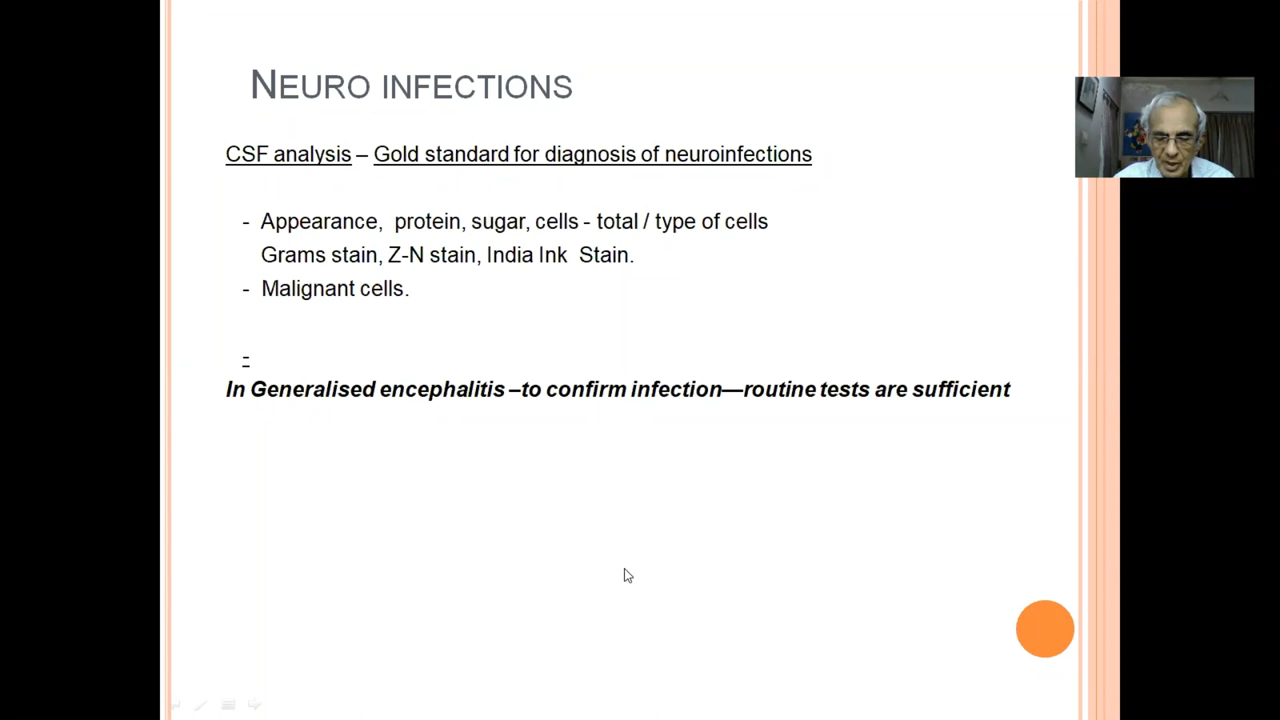 NEURO INFECTIONS
CSF analysis – Gold standard for diagnosis of neuroinfections
- Appearance, protein, sugar, cells - total / type of cells
Grams stain, Z-N stain, India Ink Stain.
- Malignant cells.
-
In Generalised encephalitis –to confirm infection—routine tests are sufficient